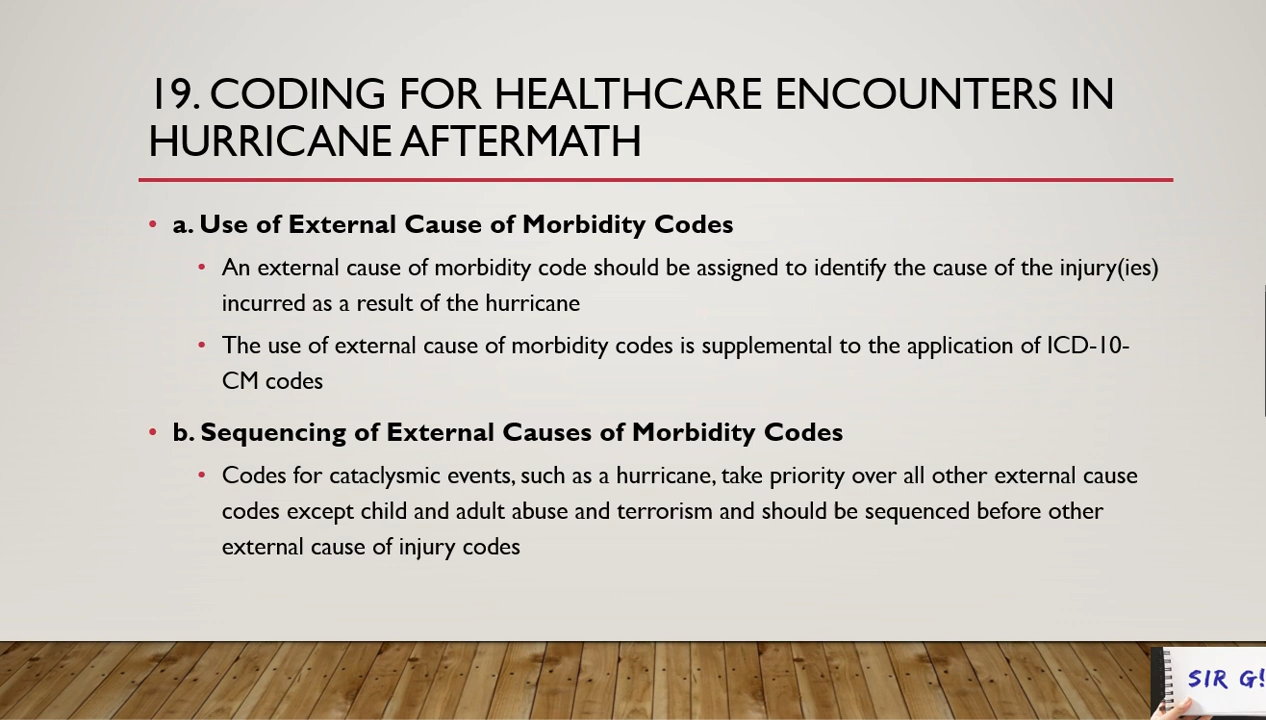 19. CODING FOR HEALTHCARE ENCOUNTERS IN
HURRICANE AFTERMATH
• a. Use of External Cause of Morbidity Codes
• An external cause of morbidity code should be assigned to identify the cause of the injury(ies)
incurred as a result of the hurricane
• The use of external cause of morbidity codes is supplemental to the application of ICD-10-
CM codes
• b. Sequencing of External Causes of Morbidity Codes
• Codes for cataclysmic events, such as a hurricane, take priority over all other external cause
codes except child and adult abuse and terrorism and should be sequenced before other
external cause of injury codes
SIR G!